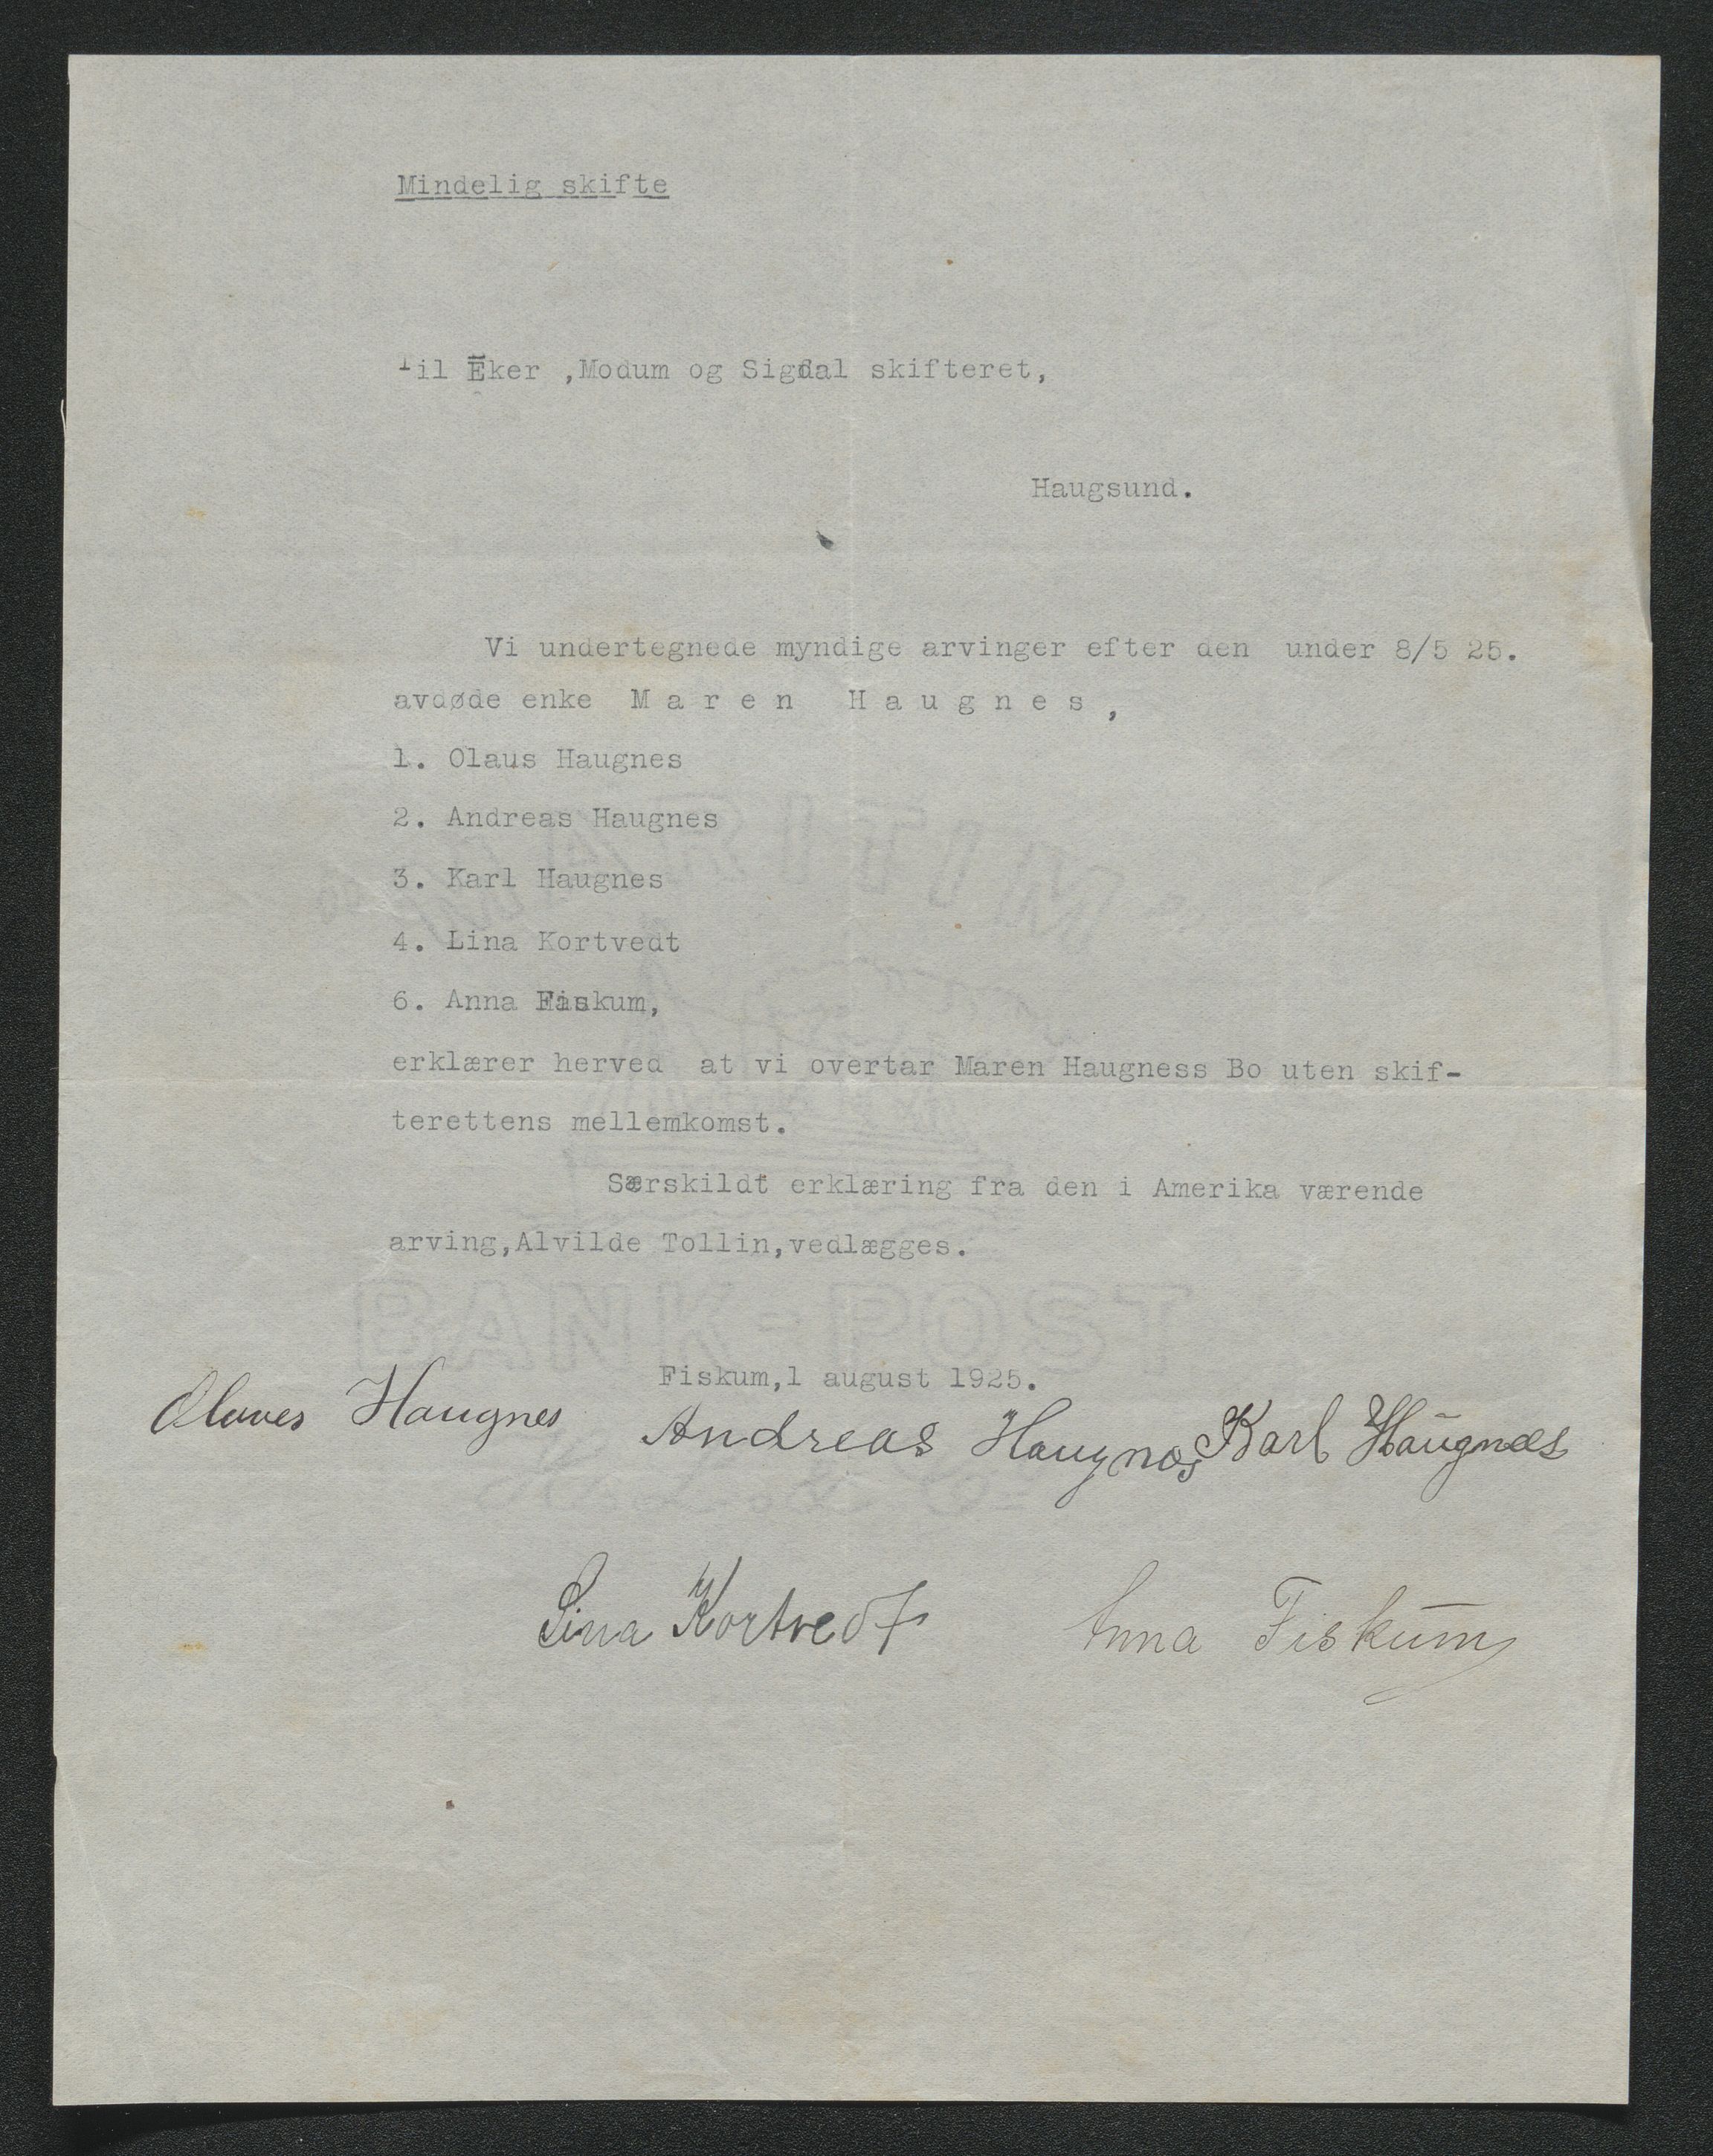 Mindelig skifte
Til Eker ,Modum og Sigdal skifteret,
Haugsund.
Vi undertegnede myndige arvinger efter den under 8/5 25.
avdøde enke M a r e n H a u g n e s ,
1. Olaus Haugnes
2. Andreas Haugnes
3. Karl Haugnes
4. Lina Kortvedt
6. Anna Fiskum,
erklærer herved at vi overtar Maren Haugness Bo uten skif-
terettens mellemkomst.
Særskildt erklæring fra den i Amerika værende
arving,Alvilde Tollin,vedlægges.
BANK-POST
Fiskum,1 august 1925.
Olaves Haugnes Andreas Haugnes Karl Haugnæs
Lina Kortvedt Anna Fiskum